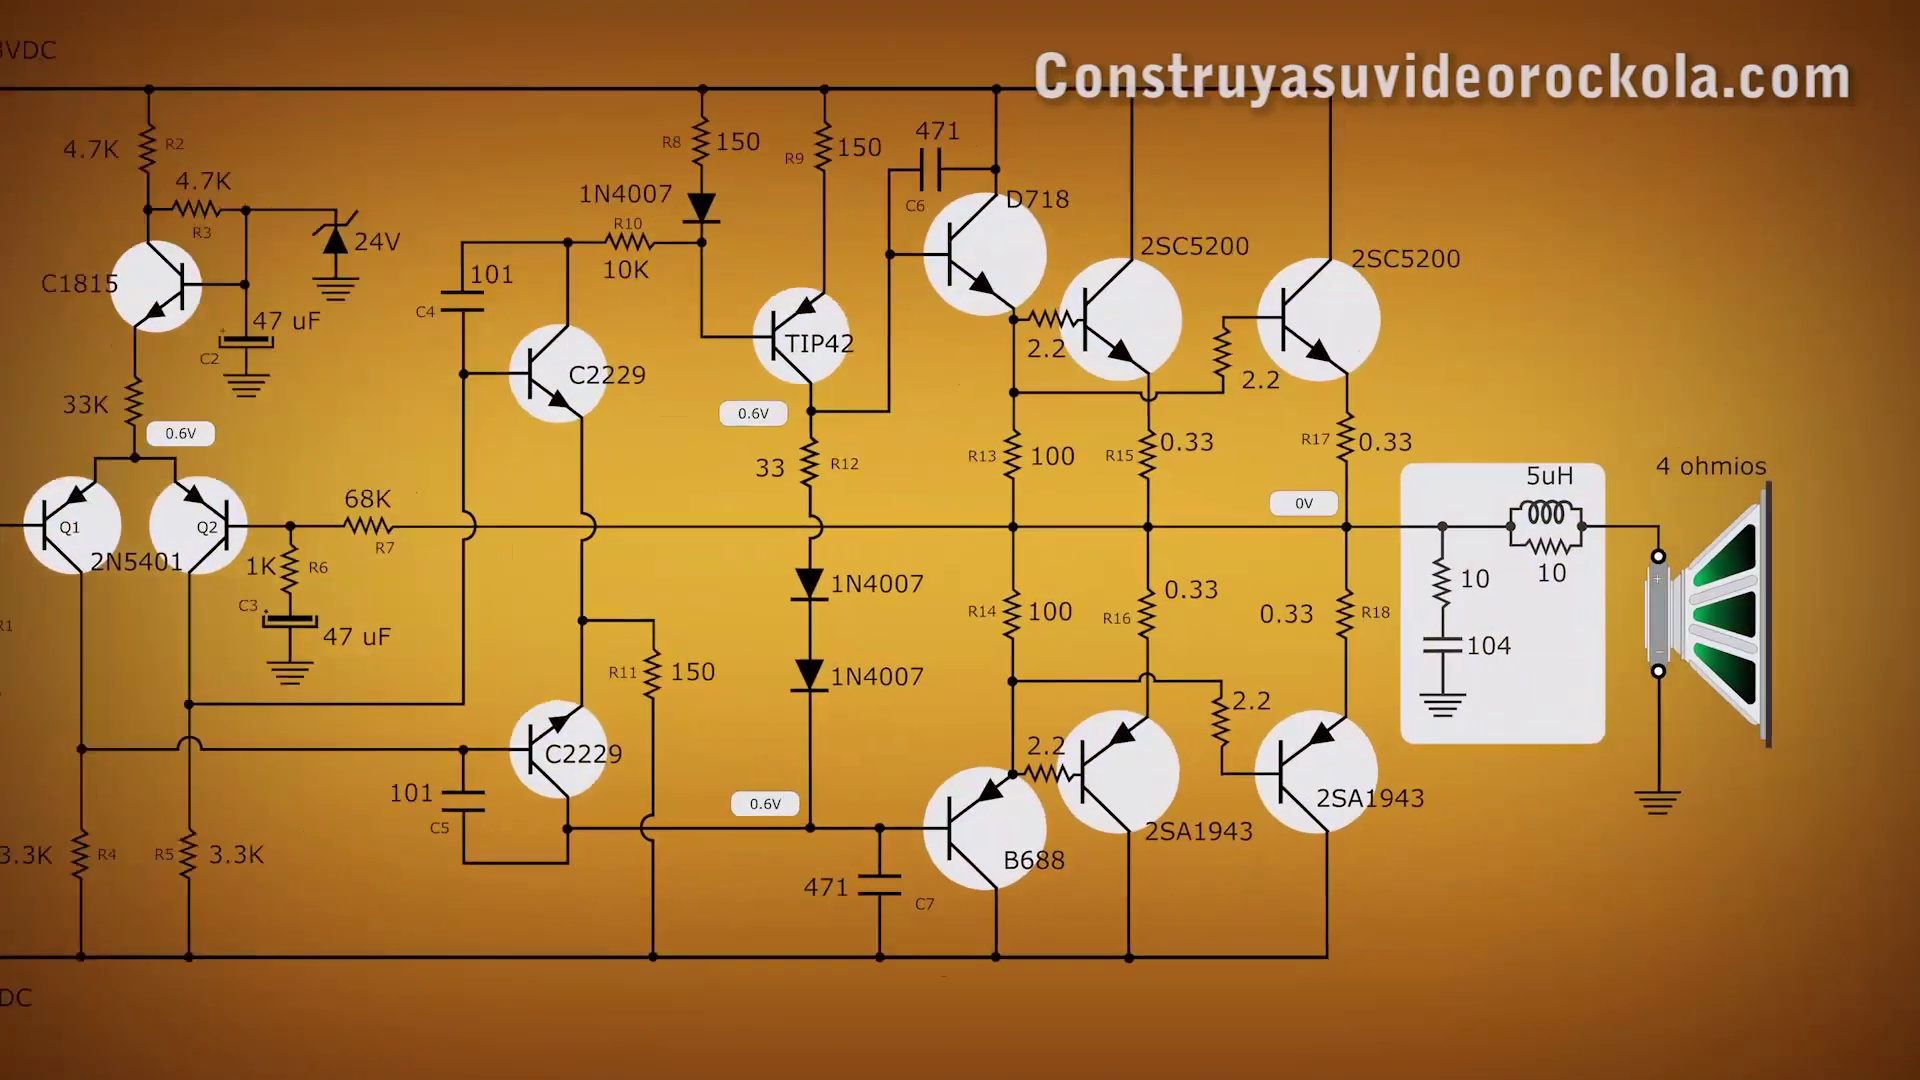 3VDC
Construyasuvideorockola.com
4.7K R2
4.7K
R3
24V
C1815
47 uF
C2
33K
0.6V
Q1
Q2
2N5401
68K
R7
1K R6
C3
47 uF
R1
3.3K R4
R5 3.3K
DC
101
C4
C2229
1N4007
R10
10K
R8 150
R9 150
TIP42
0.6V
33 R12
471
C6
D718
2SC5200
2SC5200
2.2
2.2
R13 100
R15 0.33
R17 0.33
0V
1N4007
1N4007
R14 100
R16 0.33
0.33 R18
R11 150
C2229
101
C5
0.6V
471
C7
B688
2.2
2.2
2SA1943
2SA1943
5uH
10
10
104
4 ohmios